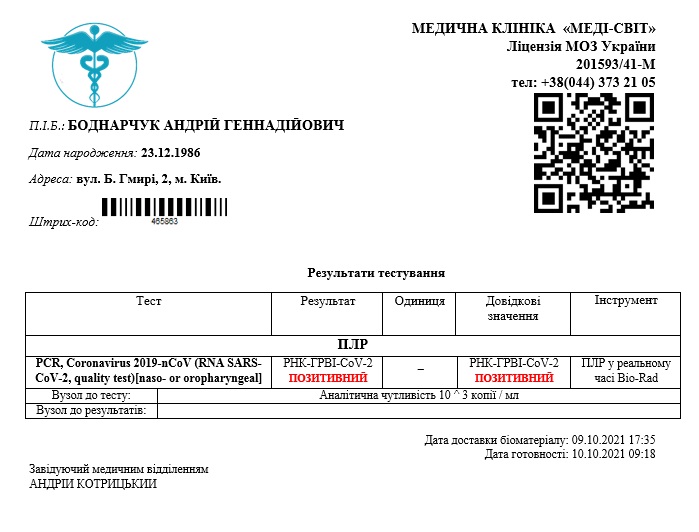 МЕДИЧНА КЛІНІКА «МЕДІ-СВІТ»
Ліцензія МОЗ України
201593/41-М
тел: +38(044) 373 21 05
П.І.Б.: БОДНАРЧУК АНДРІЙ ГЕННАДІЙОВИЧ
Дата народження: 23.12.1986
Адреса: вул. Б. Гмирі, 2, м. Київ.
Штрих-код:
465863
Результати тестування
Тест Результат Одиниця Довідкові значення Інструмент
ПЛР
PCR, Coronavirus 2019-nCoV (RNA SARS- РНК-ГРВІ-CoV-2 – РНК-ГРВІ-CoV-2 ПЛР у реальному
CoV-2, quality test)[naso- or oropharyngeal] ПОЗИТИВНИЙ ПОЗИТИВНИЙ часі Bio-Rad
Вузол до тесту: Аналітична чутливість 10 ^ 3 копії / мл
Вузол до результатів:
Дата доставки біоматеріалу: 09.10.2021 17:35
Дата готовності: 10.10.2021 09:18
Завідуючий медичним відділенням
АНДРІЙ КОТРИЦЬКИЙ